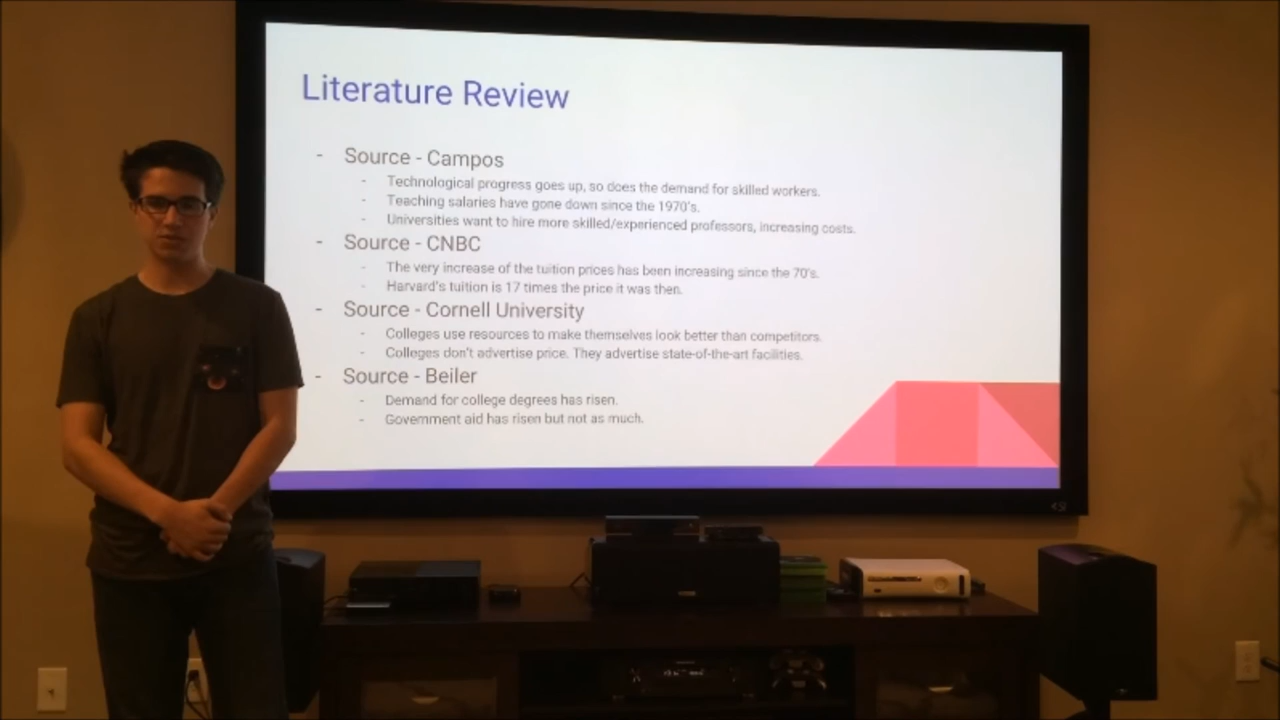 Literature Review
- Source - Campos
- Technological progress goes up, so does the demand for skilled workers.
- Teaching salaries have gone down since the 1970's.
- Universities want to hire more skilled/experienced professors, increasing costs.
- Source - CNBC
- The very increase of the tuition prices has been increasing since the 70's.
- Harvard's tuition is 17 times the price it was then.
- Source - Cornell University
- Colleges use resources to make themselves look better than competitors.
- Colleges don't advertise price. They advertise state-of-the-art facilities.
- Source - Beiler
- Demand for college degrees has risen.
- Government aid has risen but not as much.